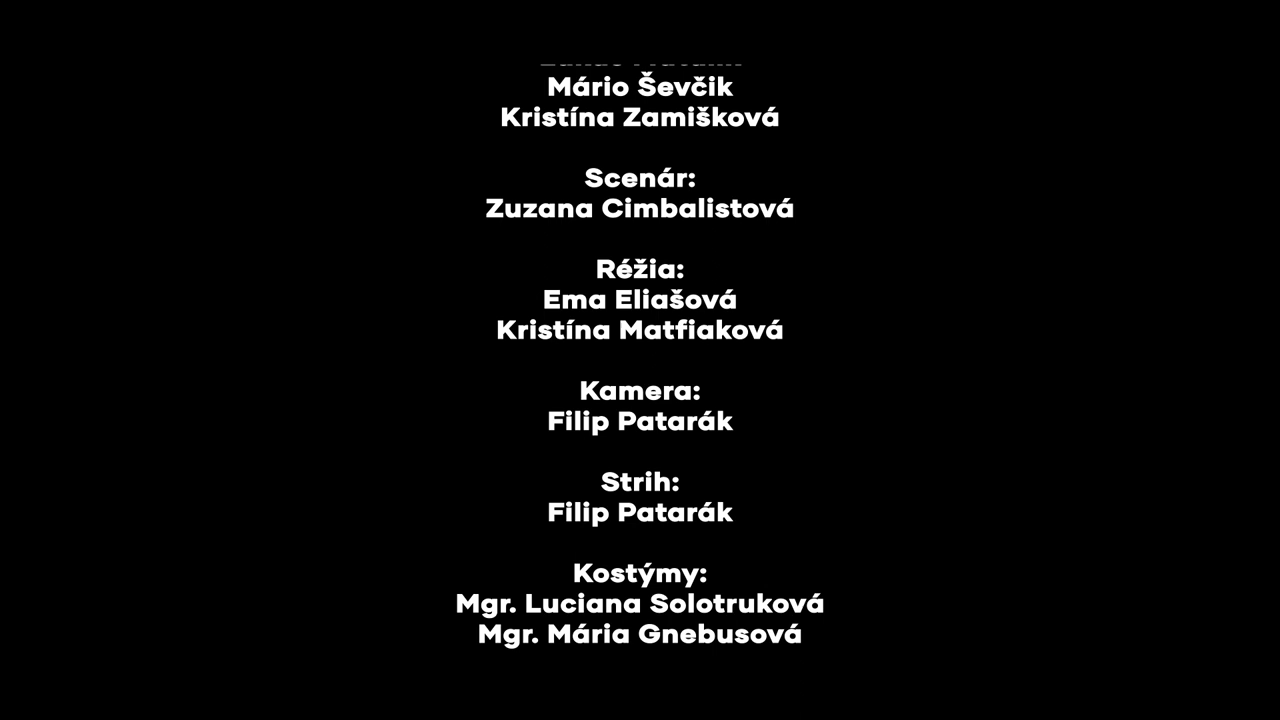 Mário Ševčik
Kristína Zamišková
Scenár:
Zuzana Cimbalistová
Réžia:
Ema Eliašová
Kristína Matfiaková
Kamera:
Filip Patarák
Strih:
Filip Patarák
Kostýmy:
Mgr. Luciana Solotruková
Mgr. Mária Gnebusová